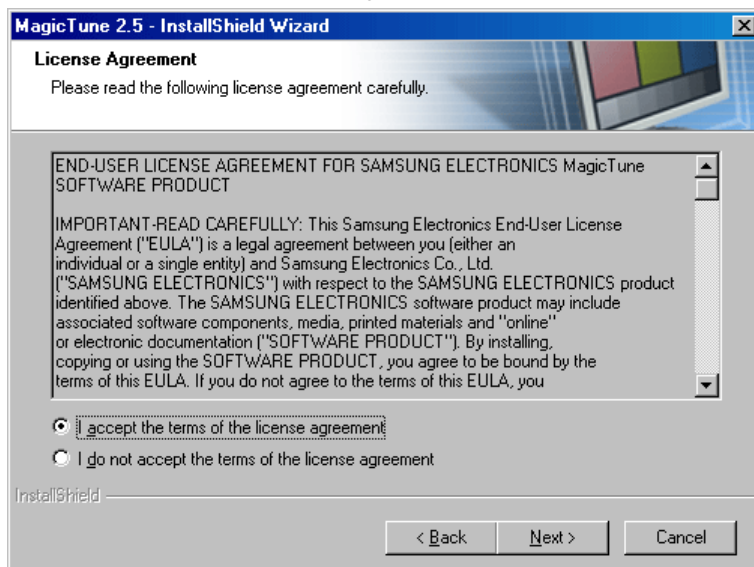 MagicTune 2.5 - InstallShield Wizard
License Agreement
Please read the following license agreement carefully.
END-USER LICENSE AGREEMENT FOR SAMSUNG ELECTRONICS MagicTune
SOFTWARE PRODUCT
IMPORTANT-READ CAREFULLY: This Samsung Electronics End-User License
Agreement ("EULA") is a legal agreement between you (either an
individual or a single entity) and Samsung Electronics Co., Ltd.
("SAMSUNG ELECTRONICS") with respect to the SAMSUNG ELECTRONICS product
identified above. The SAMSUNG ELECTRONICS software product may include
associated software components, media, printed materials and "online"
or electronic documentation ("SOFTWARE PRODUCT"). By installing,
copying or using the SOFTWARE PRODUCT, you agree to be bound by the
terms of this EULA. If you do not agree to the terms of this EULA, you
I accept the terms of the license agreement
I do not accept the terms of the license agreement
InstallShield
< Back Next > Cancel